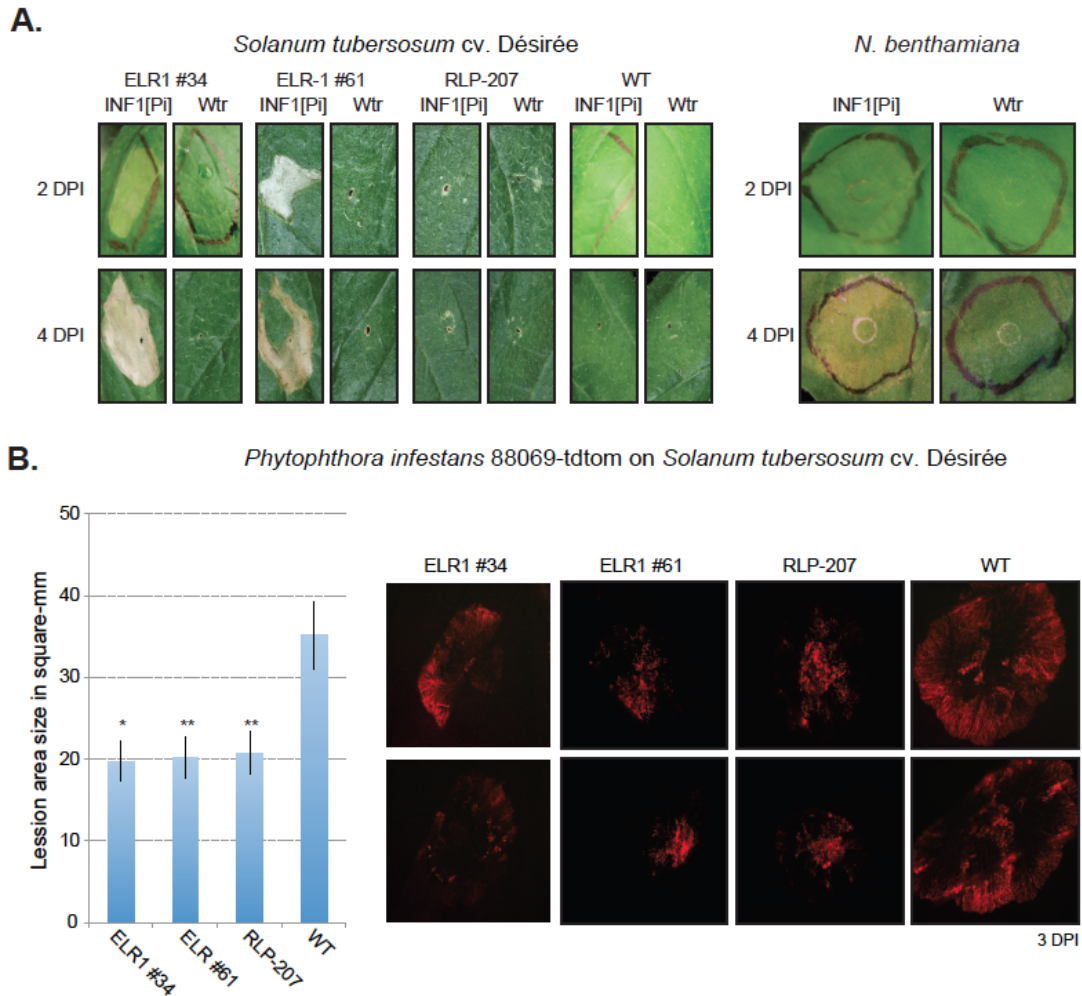 A.
Solanum tubersosum cv. Désirée
N. benthamiana
ELR1 #34 ELR-1 #61 RLP-207 WT
INF1[Pi] Wtr INF1[Pi] Wtr INF1[Pi] Wtr INF1[Pi] Wtr INF1[Pi] Wtr
2 DPI
2 DPI
4 DPI
4 DPI
B.
Phytophthora infestans 88069-tdtom on Solanum tubersosum cv. Désirée
Lession area size in square-mm
50
40
30
20
10
0
* ** **
ELR1 #34
ELR #61
RLP-207
WT
ELR1 #34 ELR1 #61 RLP-207 WT
3 DPI